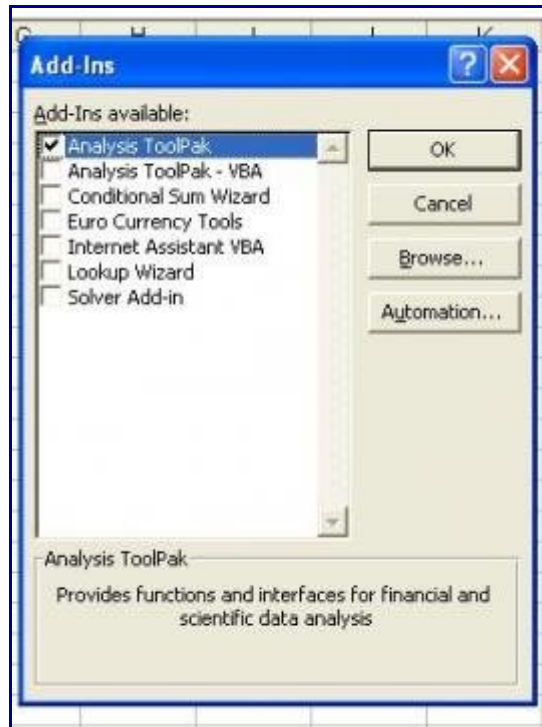 G H I J K
Add-Ins
Add-Ins available:
Analysis ToolPak
Analysis ToolPak - VBA
Conditional Sum Wizard
Euro Currency Tools
Internet Assistant VBA
Lookup Wizard
Solver Add-in
OK
Cancel
Browse...
Automation...
Analysis ToolPak
Provides functions and interfaces for financial and
scientific data analysis